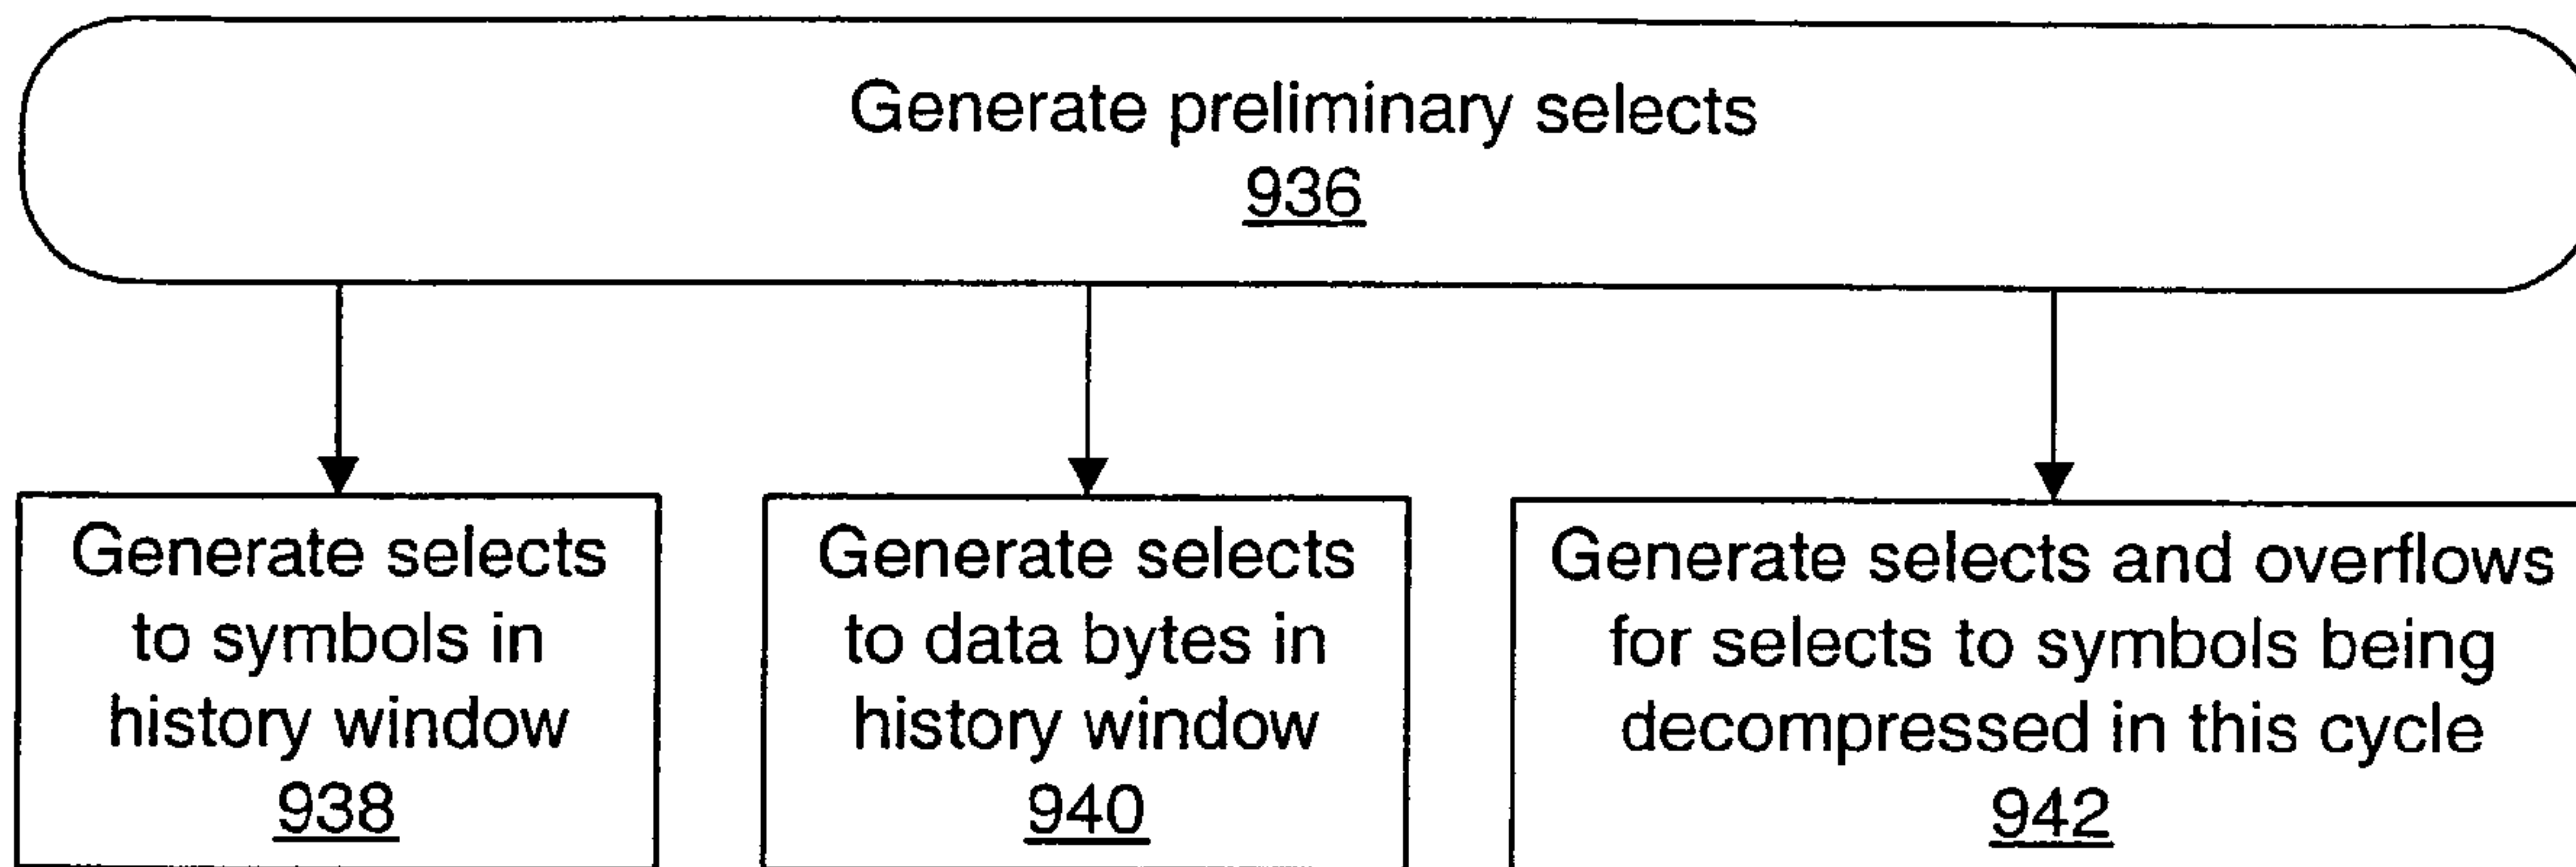 Generate preliminary selects
936
Generate selects
to symbols in
history window
938
Generate selects
to data bytes in
history window
940
Generate selects and overflows
for selects to symbols being
decompressed in this cycle
942